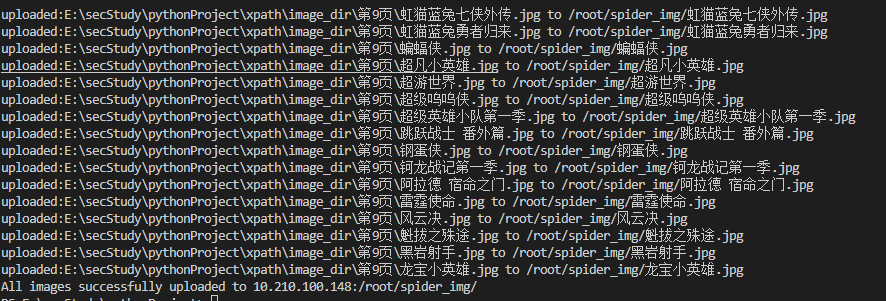 uploaded:E:\secStudy\pythonProject\xpath\image_dir\第9页\虹猫蓝兔七侠外传.jpg to /root/spider_img/虹猫蓝兔七侠外传.jpg
uploaded:E:\secStudy\pythonProject\xpath\image_dir\第9页\虹猫蓝兔勇者归来.jpg to /root/spider_img/虹猫蓝兔勇者归来.jpg
uploaded:E:\secStudy\pythonProject\xpath\image_dir\第9页\蝙蝠侠.jpg to /root/spider_img/蝙蝠侠.jpg
uploaded:E:\secStudy\pythonProject\xpath\image_dir\第9页\超凡小英雄.jpg to /root/spider_img/超凡小英雄.jpg
uploaded:E:\secStudy\pythonProject\xpath\image_dir\第9页\超游世界.jpg to /root/spider_img/超游世界.jpg
uploaded:E:\secStudy\pythonProject\xpath\image_dir\第9页\超级呜呜侠.jpg to /root/spider_img/超级呜呜侠.jpg
uploaded:E:\secStudy\pythonProject\xpath\image_dir\第9页\超级英雄小队第一季.jpg to /root/spider_img/超级英雄小队第一季.jpg
uploaded:E:\secStudy\pythonProject\xpath\image_dir\第9页\跳跃战士 番外篇.jpg to /root/spider_img/跳跃战士 番外篇.jpg
uploaded:E:\secStudy\pythonProject\xpath\image_dir\第9页\钢蛋侠.jpg to /root/spider_img/钢蛋侠.jpg
uploaded:E:\secStudy\pythonProject\xpath\image_dir\第9页\钶龙战记第一季.jpg to /root/spider_img/钶龙战记第一季.jpg
uploaded:E:\secStudy\pythonProject\xpath\image_dir\第9页\阿拉德 宿命之门.jpg to /root/spider_img/阿拉德 宿命之门.jpg
uploaded:E:\secStudy\pythonProject\xpath\image_dir\第9页\雷霆使命.jpg to /root/spider_img/雷霆使命.jpg
uploaded:E:\secStudy\pythonProject\xpath\image_dir\第9页\风云决.jpg to /root/spider_img/风云决.jpg
uploaded:E:\secStudy\pythonProject\xpath\image_dir\第9页\魁拔之殊途.jpg to /root/spider_img/魁拔之殊途.jpg
uploaded:E:\secStudy\pythonProject\xpath\image_dir\第9页\黑岩射手.jpg to /root/spider_img/黑岩射手.jpg
uploaded:E:\secStudy\pythonProject\xpath\image_dir\第9页\龙宝小英雄.jpg to /root/spider_img/龙宝小英雄.jpg
All images successfully uploaded to 10.210.100.148:/root/spider_img/